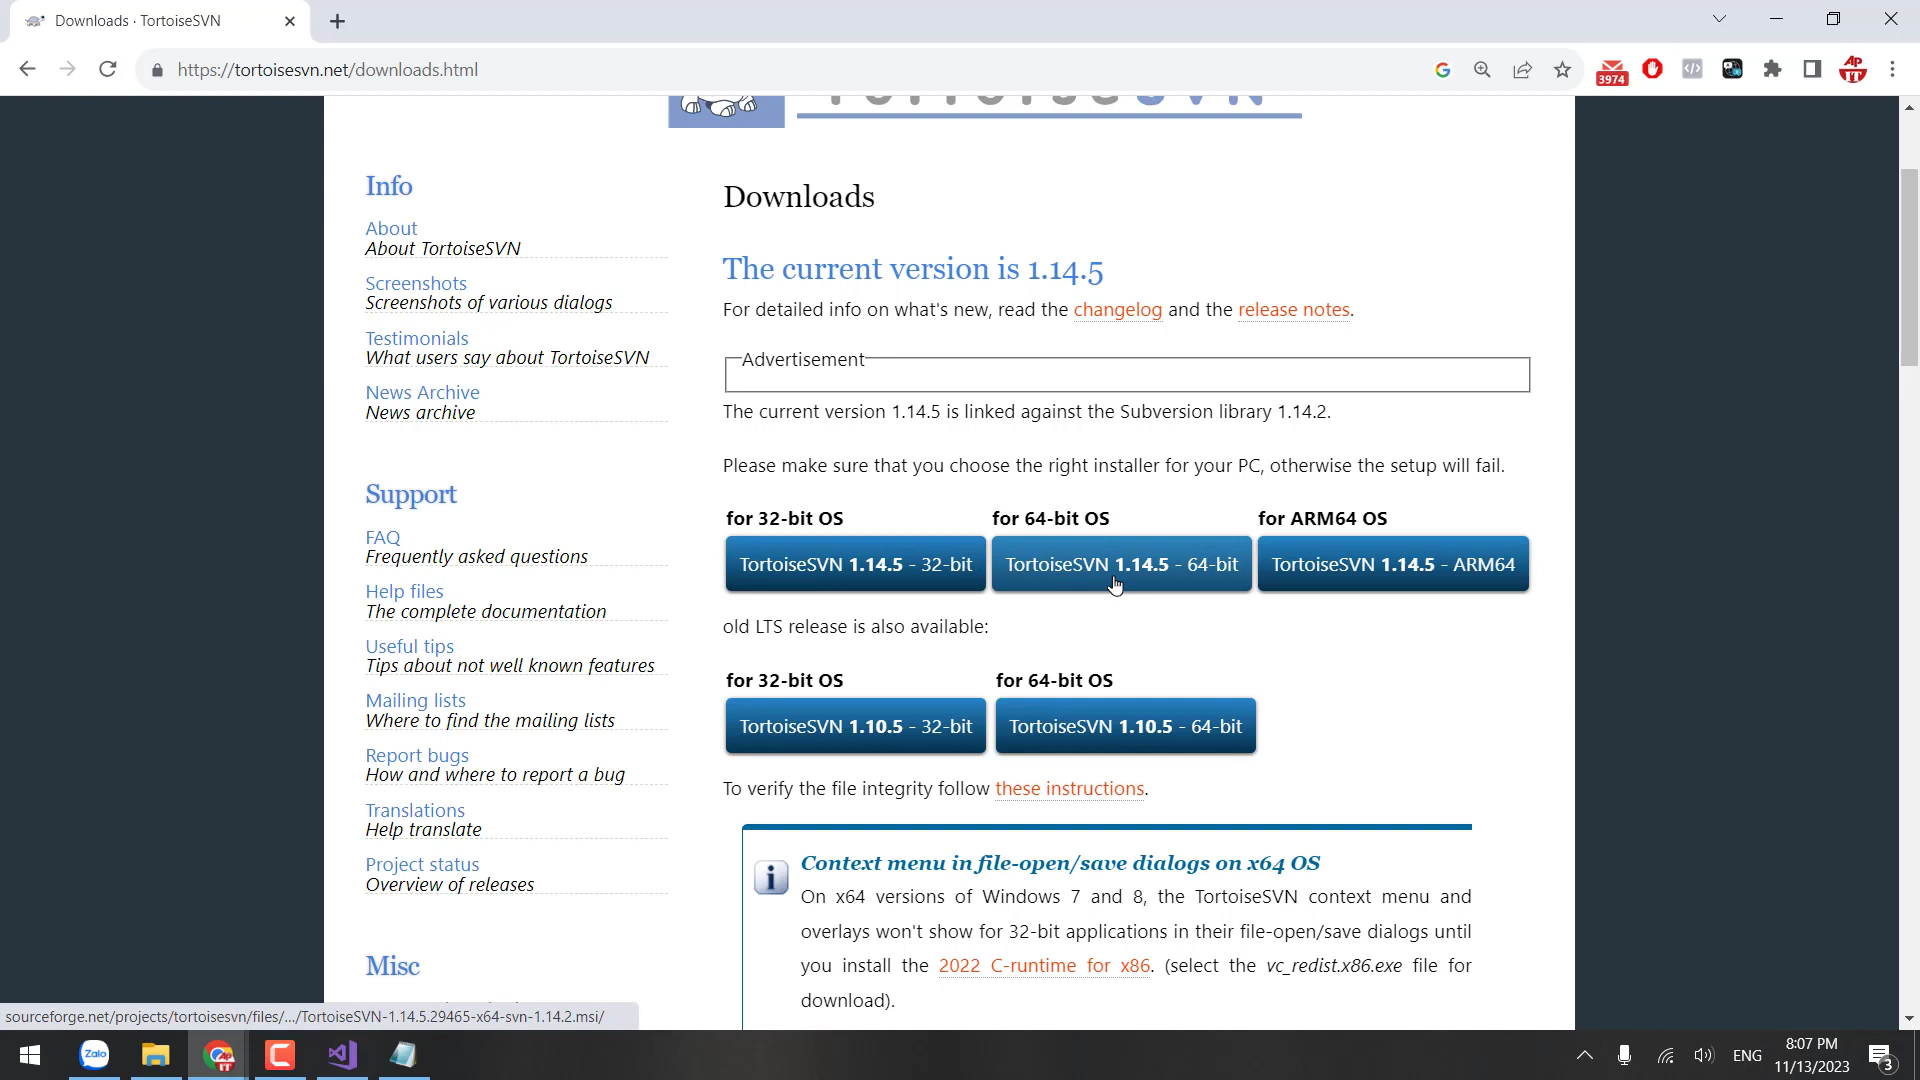 Downloads · TortoiseSVN
https://tortoisesvn.net/downloads.html
3974
AP
IT
TORTOISESVN
Info
About
About TortoiseSVN
Screenshots
Screenshots of various dialogs
Testimonials
What users say about TortoiseSVN
News Archive
News archive
Support
FAQ
Frequently asked questions
Help files
The complete documentation
Useful tips
Tips about not well known features
Mailing lists
Where to find the mailing lists
Report bugs
How and where to report a bug
Translations
Help translate
Project status
Overview of releases
Misc
Downloads
The current version is 1.14.5
For detailed info on what's new, read the changelog and the release notes.
Advertisement
The current version 1.14.5 is linked against the Subversion library 1.14.2.
Please make sure that you choose the right installer for your PC, otherwise the setup will fail.
for 32-bit OS for 64-bit OS for ARM64 OS
TortoiseSVN 1.14.5 - 32-bit TortoiseSVN 1.14.5 - 64-bit TortoiseSVN 1.14.5 - ARM64
old LTS release is also available:
for 32-bit OS for 64-bit OS
TortoiseSVN 1.10.5 - 32-bit TortoiseSVN 1.10.5 - 64-bit
To verify the file integrity follow these instructions.
Context menu in file-open/save dialogs on x64 OS
On x64 versions of Windows 7 and 8, the TortoiseSVN context menu and
overlays won't show for 32-bit applications in their file-open/save dialogs until
you install the 2022 C-runtime for x86. (select the vc_redist.x86.exe file for
download).
sourceforge.net/projects/tortoisesvn/files/.../TortoiseSVN-1.14.5.29465-x64-svn-1.14.2.msi/
Zalo
ENG
8:07 PM
11/13/2023
3